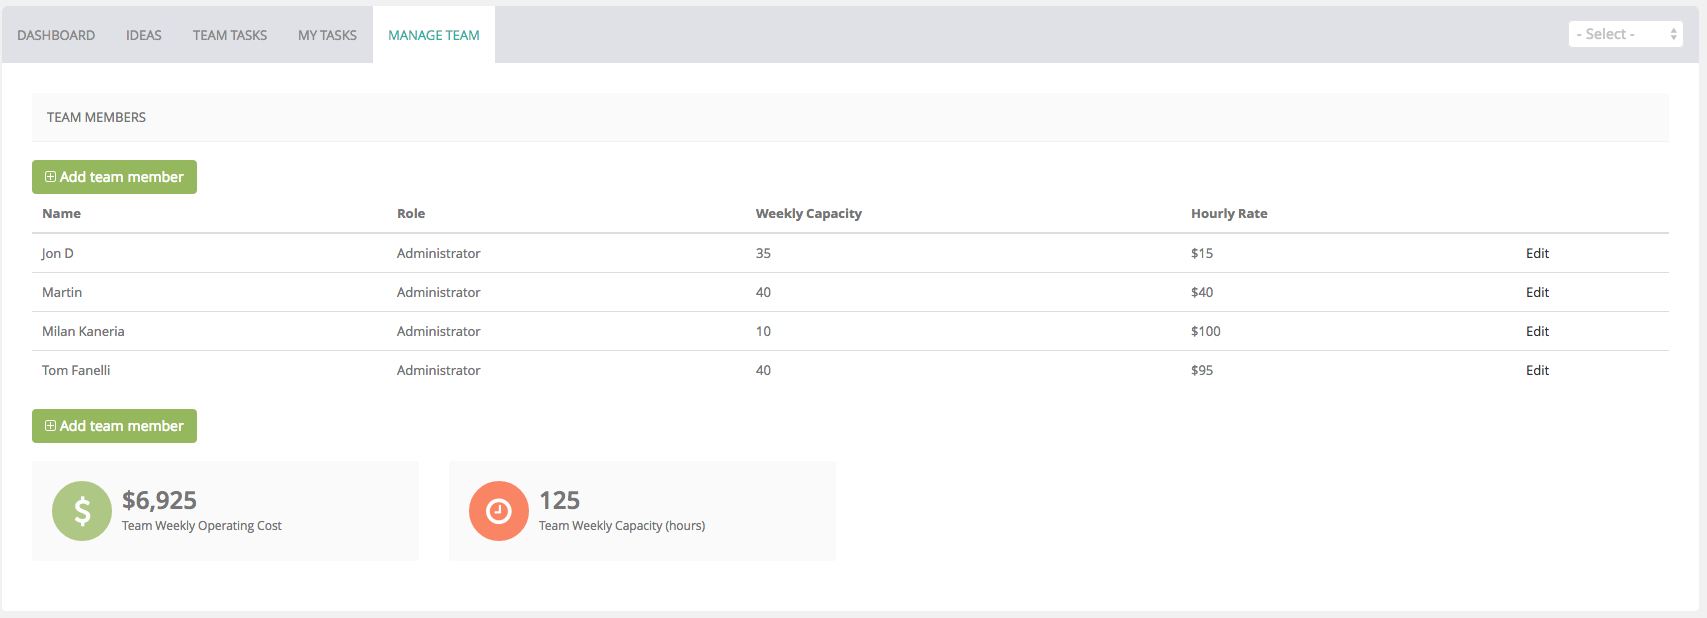 DASHBOARD IDEAS TEAM TASKS MY TASKS MANAGE TEAM - Select -
TEAM MEMBERS
Add team member
Name Role Weekly Capacity Hourly Rate
Jon D Administrator 35 $15 Edit
Martin Administrator 40 $40 Edit
Milan Kaneria Administrator 10 $100 Edit
Tom Fanelli Administrator 40 $95 Edit
Add team member
$6,925 125
Team Weekly Operating Cost Team Weekly Capacity (hours)